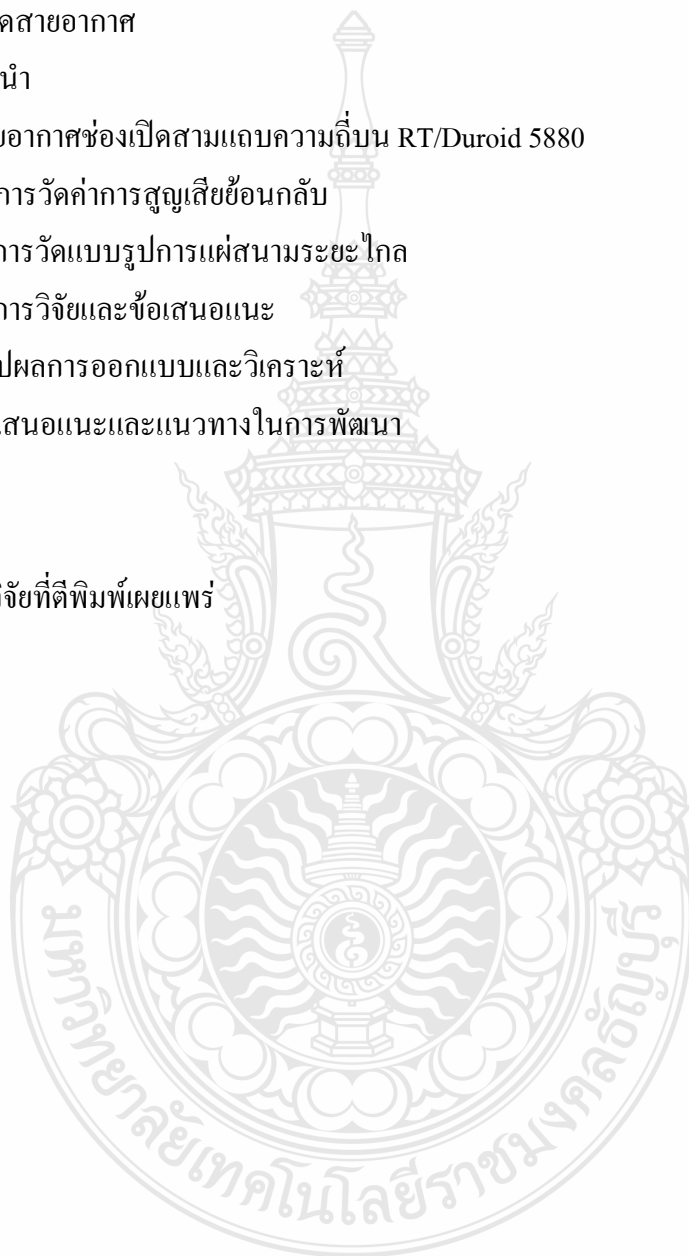 ดสายอากาศ
นำ
ยอากาศช่องเปิดสามแถบความถี่บน RT/Duroid 5880
การวัดค่าการสูญเสียย้อนกลับ
การวัดแบบรูปการแผ่สนามระยะไกล
การวิจัยและข้อเสนอแนะ
ปผลการออกแบบและวิเคราะห์
เสนอแนะและแนวทางในการพัฒนา
วิจัยที่ตีพิมพ์เผยแพร่
มหาวิทยาลัยเทคโนโลยีราชมงคลธัญบุรี